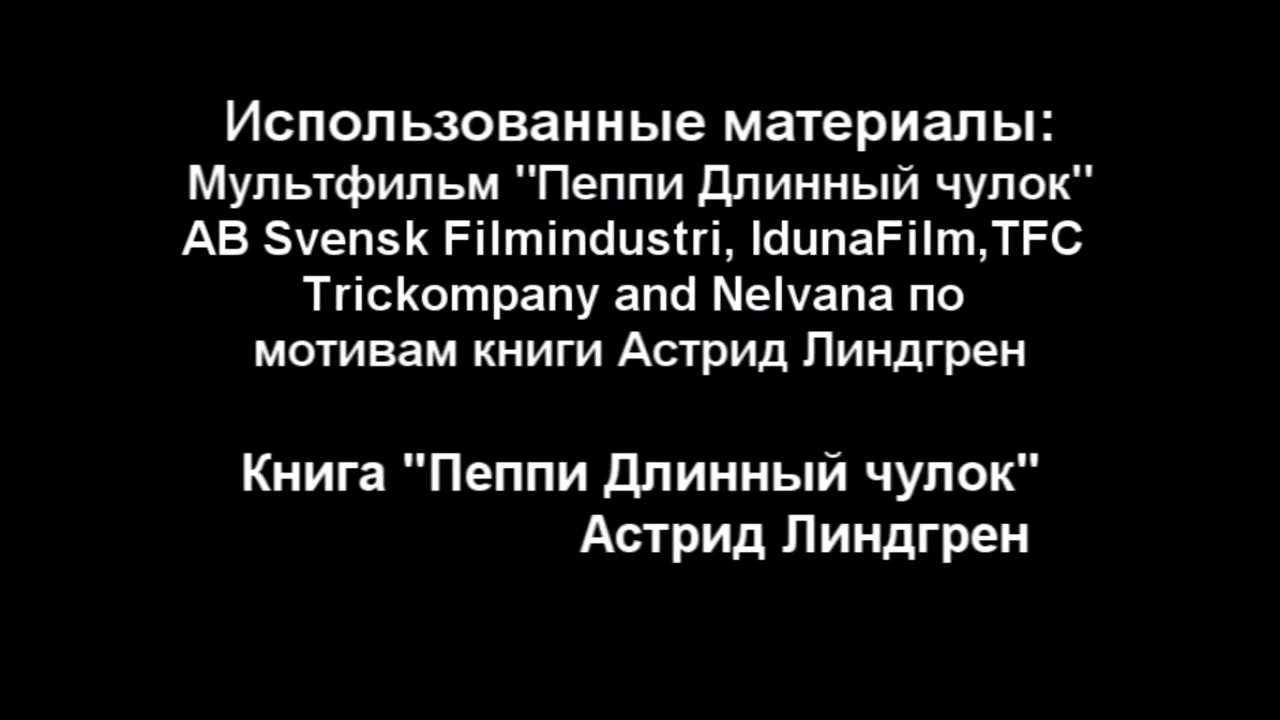 Использованные материалы:
Мультфильм "Пеппи Длинный чулок"
AB Svensk Filmindustri, IdunaFilm,TFC
Trickompany and Nelvana по
мотивам книги Астрид Линдгрен
Книга "Пеппи Длинный чулок"
Астрид Линдгрен